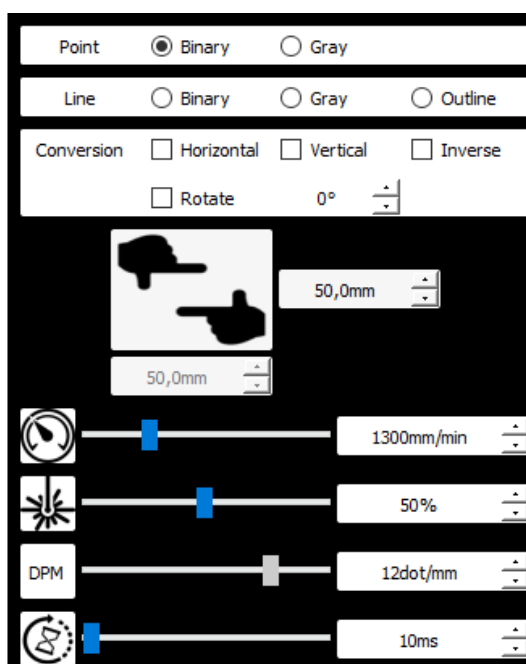 Point Binary Gray
Line Binary Gray Outline
Conversion Horizontal Vertical Inverse
Rotate 0°
50,0mm
50,0mm
1300mm/min
50%
DPM 12dot/mm
10ms